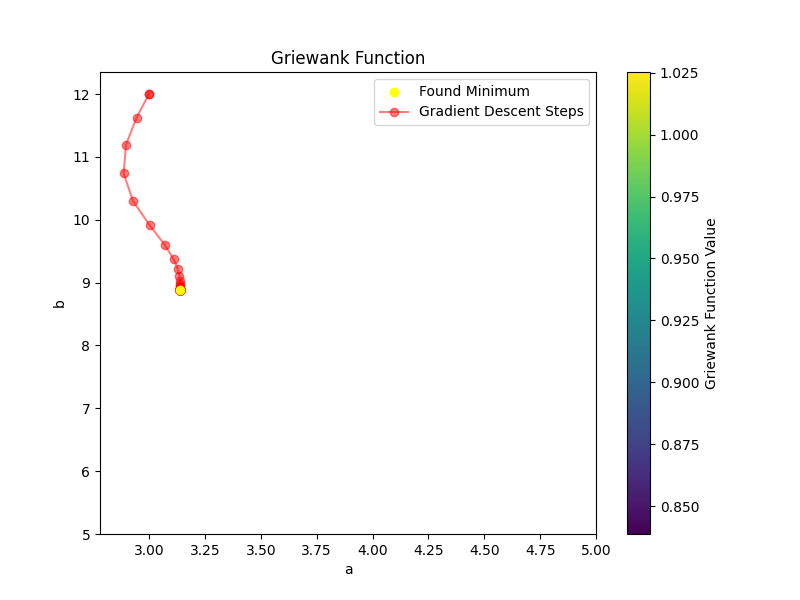 Griewank Function
Found Minimum
Gradient Descent Steps
12
11
10
9
8
7
6
5
b
3.00 3.25 3.50 3.75 4.00 4.25 4.50 4.75 5.00
a
1.025
1.000
0.975
0.950
0.925
0.900
0.875
0.850
Griewank Function Value